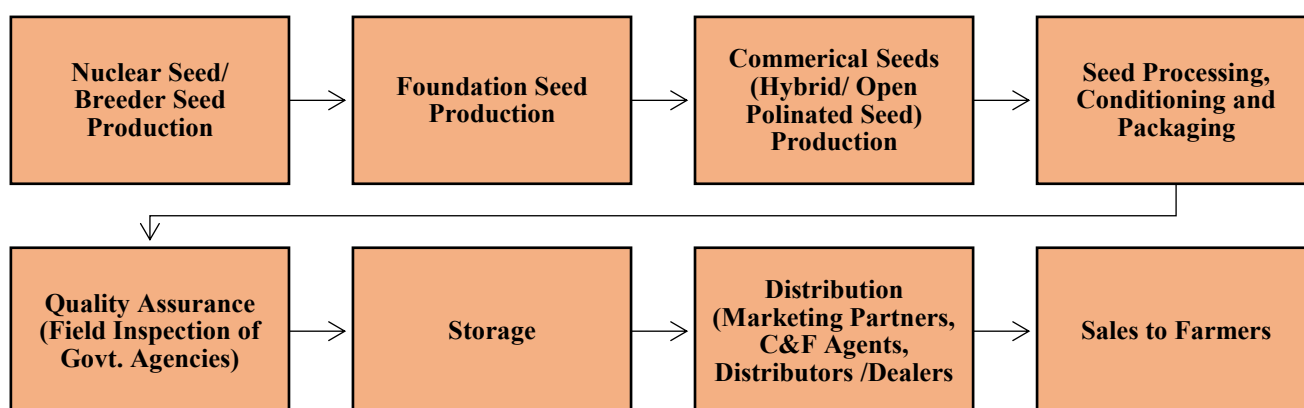 Nuclear Seed/
Breeder Seed
Production
Foundation Seed
Production
Commerical Seeds
(Hybrid/ Open
Polinated Seed)
Production
Seed Processing,
Conditioning and
Packaging
Quality Assurance
(Field Inspection of
Govt. Agencies)
Storage
Distribution
(Marketing Partners,
C&F Agents,
Distributors /Dealers
Sales to Farmers